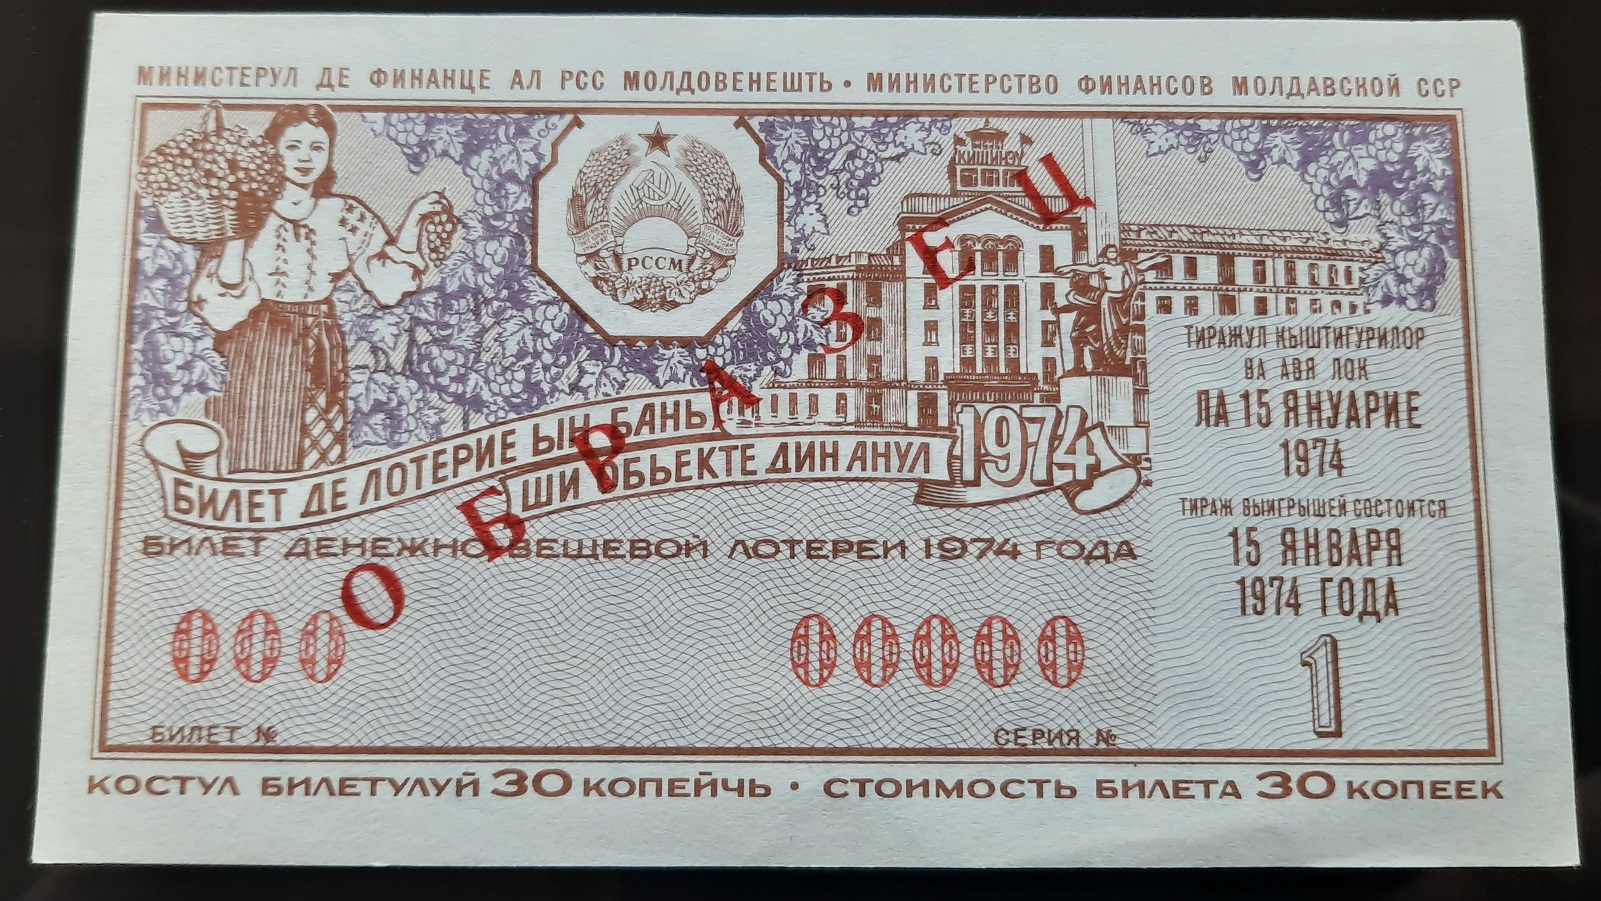 МИНИСТЕРУЛ ДЕ ФИНАНЦЕ АЛ РСС МОЛДОВЕНЕШТЬ • МИНИСТЕРСТВО ФИНАНСОВ МОЛДАВСКОЙ ССР
КИШИНЭУ
РССМ
ОБРАЗЕЦ
БИЛЕТ ДЕ ЛОТЕРИЕ ЫН БАНЬ
ШИ ОБЬЕКТЕ ДИН АНУЛ 1974
БИЛЕТ ДЕНЕЖНО-ВЕЩЕВОЙ ЛОТЕРЕИ 1974 ГОДА
ТИРАЖУЛ КЫШТИГУРИЛОР
ВА АВЯ ЛОК
ЛА 15 ЯНУАРИЕ
1974
ТИРАЖ ВЫИГРЫШЕЙ СОСТОИТСЯ
15 ЯНВАРЯ
1974 ГОДА
1
000 00000
БИЛЕТ № СЕРИЯ №
КОСТУЛ БИЛЕТУЛУЙ 30 КОПЕЙЧЬ • СТОИМОСТЬ БИЛЕТА 30 КОПЕЕК